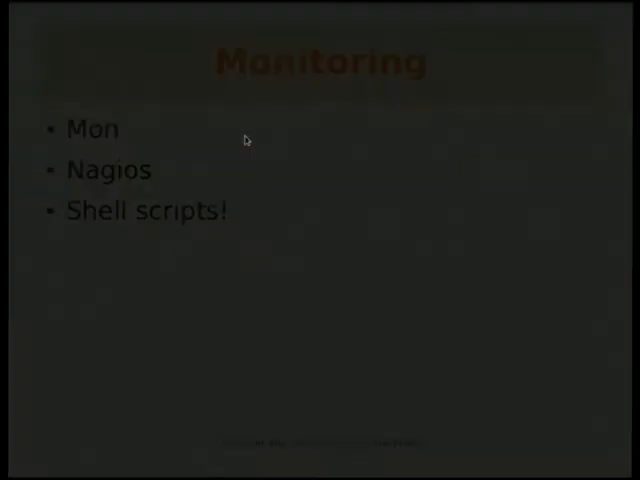 Monitoring
• Mon
• Nagios
• Shell scripts!